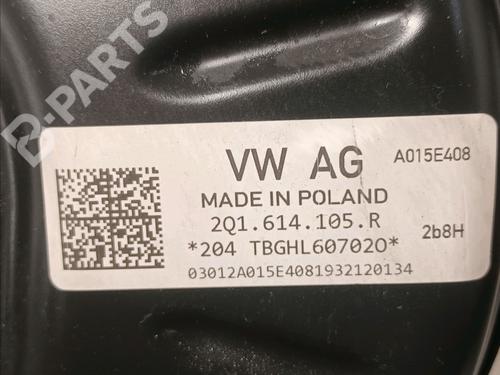 B-PARTS
VW AG
A015E408
MADE IN POLAND
2Q1.614.105.R
*204 TBGHL607020*
2b8H
03012A015E4081932120134